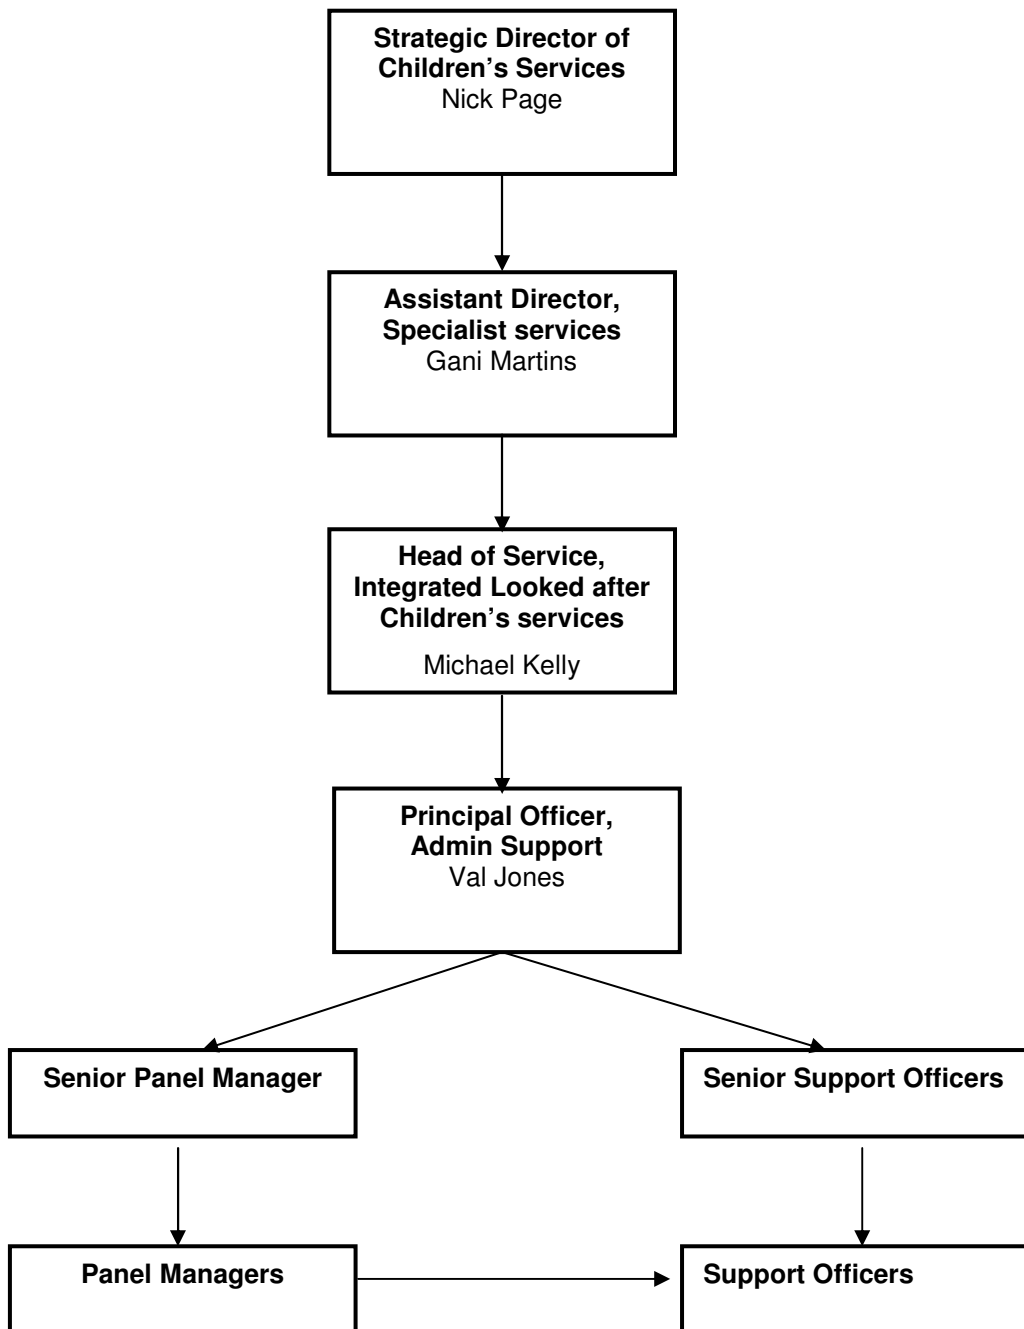 Strategic Director of
Children's Services
Nick Page
Assistant Director,
Specialist services
Gani Martins
Head of Service,
Integrated Looked after
Children's services
Michael Kelly
Principal Officer,
Admin Support
Val Jones
Senior Panel Manager
Senior Support Officers
Panel Managers
Support Officers